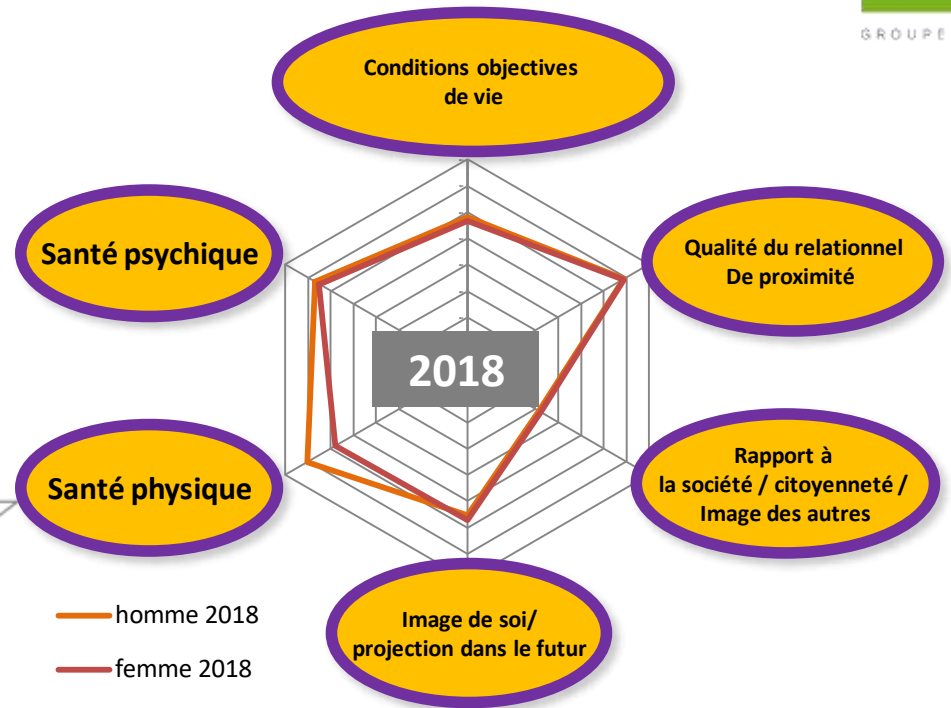 GROUPE
Conditions objectives
de vie
Santé psychique
Qualité du relationnel
De proximité
2018
Santé physique
Rapport à
la société / citoyenneté /
Image des autres
Image de soi/
projection dans le futur
homme 2018
femme 2018